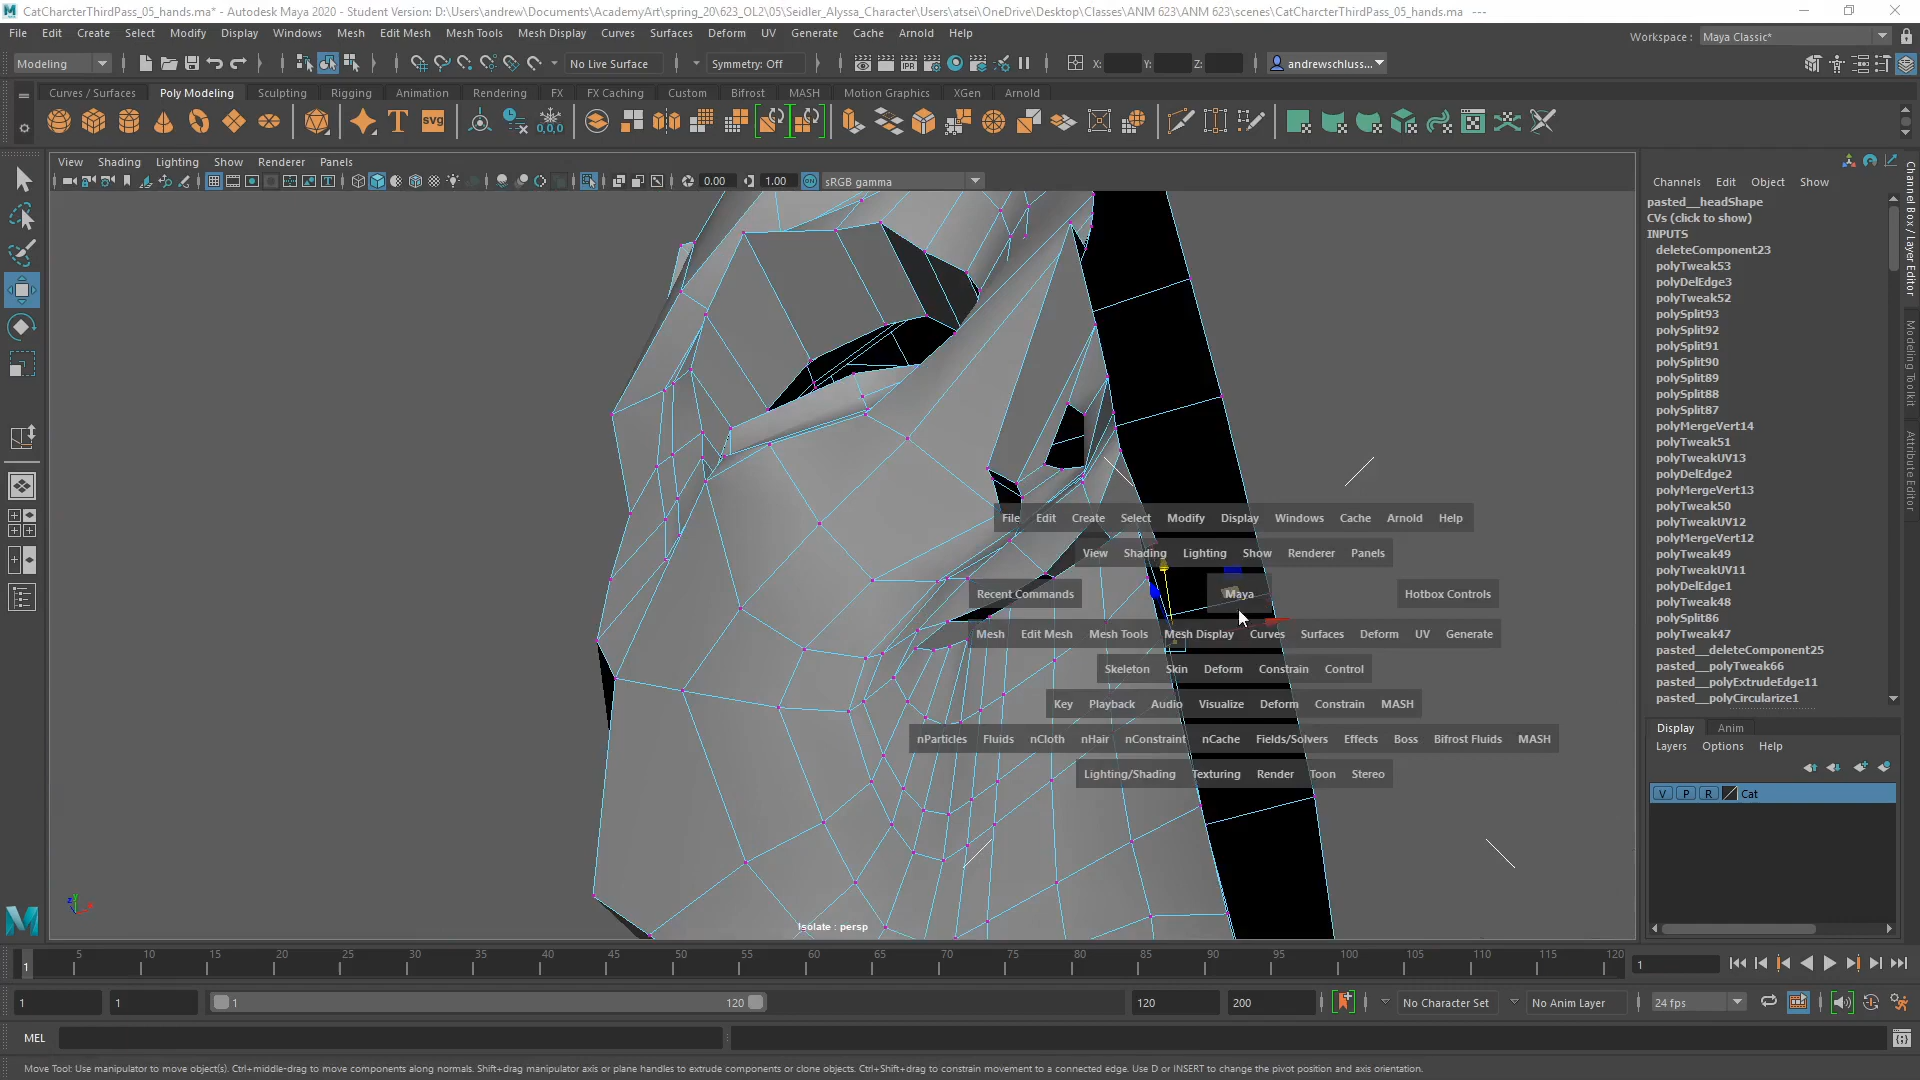 CatCharcterThirdPass_05_hands.ma* - Autodesk Maya 2020 - Student Version: D:\Users\andrew\Documents\AcademyArt\spring_20\623_OL2\05\Seidler_Alyssa_Character\Users\atsei\OneDrive\Desktop\Classes\ANM 623\ANM 623\scenes\CatCharcterThirdPass_05_hands.ma ---
File Edit Create Select Modify Display Windows Mesh Edit Mesh Mesh Tools Mesh Display Curves Surfaces Deform UV Generate Cache Arnold Help
Workspace : Maya Classic*
Modeling No Live Surface Symmetry: Off X: Y: Z: andrewschluss...
Curves / Surfaces Poly Modeling Sculpting Rigging Animation Rendering FX FX Caching Custom Bifrost MASH Motion Graphics XGen Arnold
T svg 0,0,0
View Shading Lighting Show Renderer Panels
0.00 1.00 sRGB gamma
Channels Edit Object Show
pasted__headShape
CVs (click to show)
INPUTS
deleteComponent23
polyTweak53
polyDelEdge3
polyTweak52
polySplit93
polySplit92
polySplit91
polySplit90
polySplit89
polySplit88
polySplit87
polyMergeVert14
polyTweak51
polyTweakUV13
polyDelEdge2
polyMergeVert13
polyTweak50
polyTweakUV12
polyMergeVert12
polyTweak49
polyTweakUV11
polyDelEdge1
polyTweak48
polySplit86
polyTweak47
pasted__deleteComponent25
pasted__polyTweak66
pasted__polyExtrudeEdge11
pasted__polyCircularize1
Channel Box / Layer Editor
Modeling Toolkit
Attribute Editor
File Edit Create Select Modify Display Windows Cache Arnold Help
View Shading Lighting Show Renderer Panels
Recent Commands Maya Hotbox Controls
Mesh Edit Mesh Mesh Tools Mesh Display Curves Surfaces Deform UV Generate
Skeleton Skin Deform Constrain Control
Key Playback Audio Visualize Deform Constrain MASH
nParticles Fluids nCloth nHair nConstraint nCache Fields/Solvers Effects Boss Bifrost Fluids MASH
Lighting/Shading Texturing Render Toon Stereo
Display Anim
Layers Options Help
V P R Cat
Isolate : persp
1 5 10 15 20 25 30 35 40 45 50 55 60 65 70 75 80 85 90 95 100 105 110 115 120 1
1 1 1 120 120 200 No Character Set No Anim Layer 24 fps
MEL
Move Tool: Use manipulator to move object(s). Ctrl+middle-drag to move components along normals. Shift+drag manipulator axis or plane handles to extrude components or clone objects. Ctrl+Shift+drag to constrain movement to a connected edge. Use D or INSERT to change the pivot position and axis orientation.